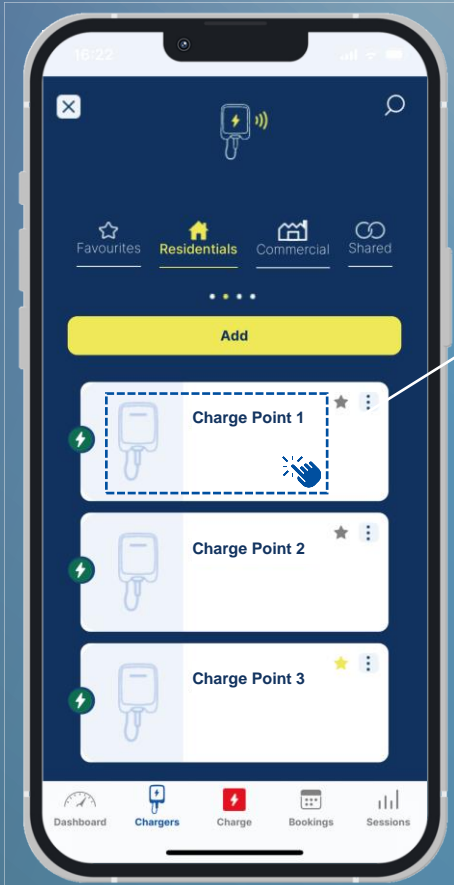 16:22
Favourites Residentials Commercial Shared
Add
Charge Point 1
Charge Point 2
Charge Point 3
Dashboard Chargers Charge Bookings Sessions